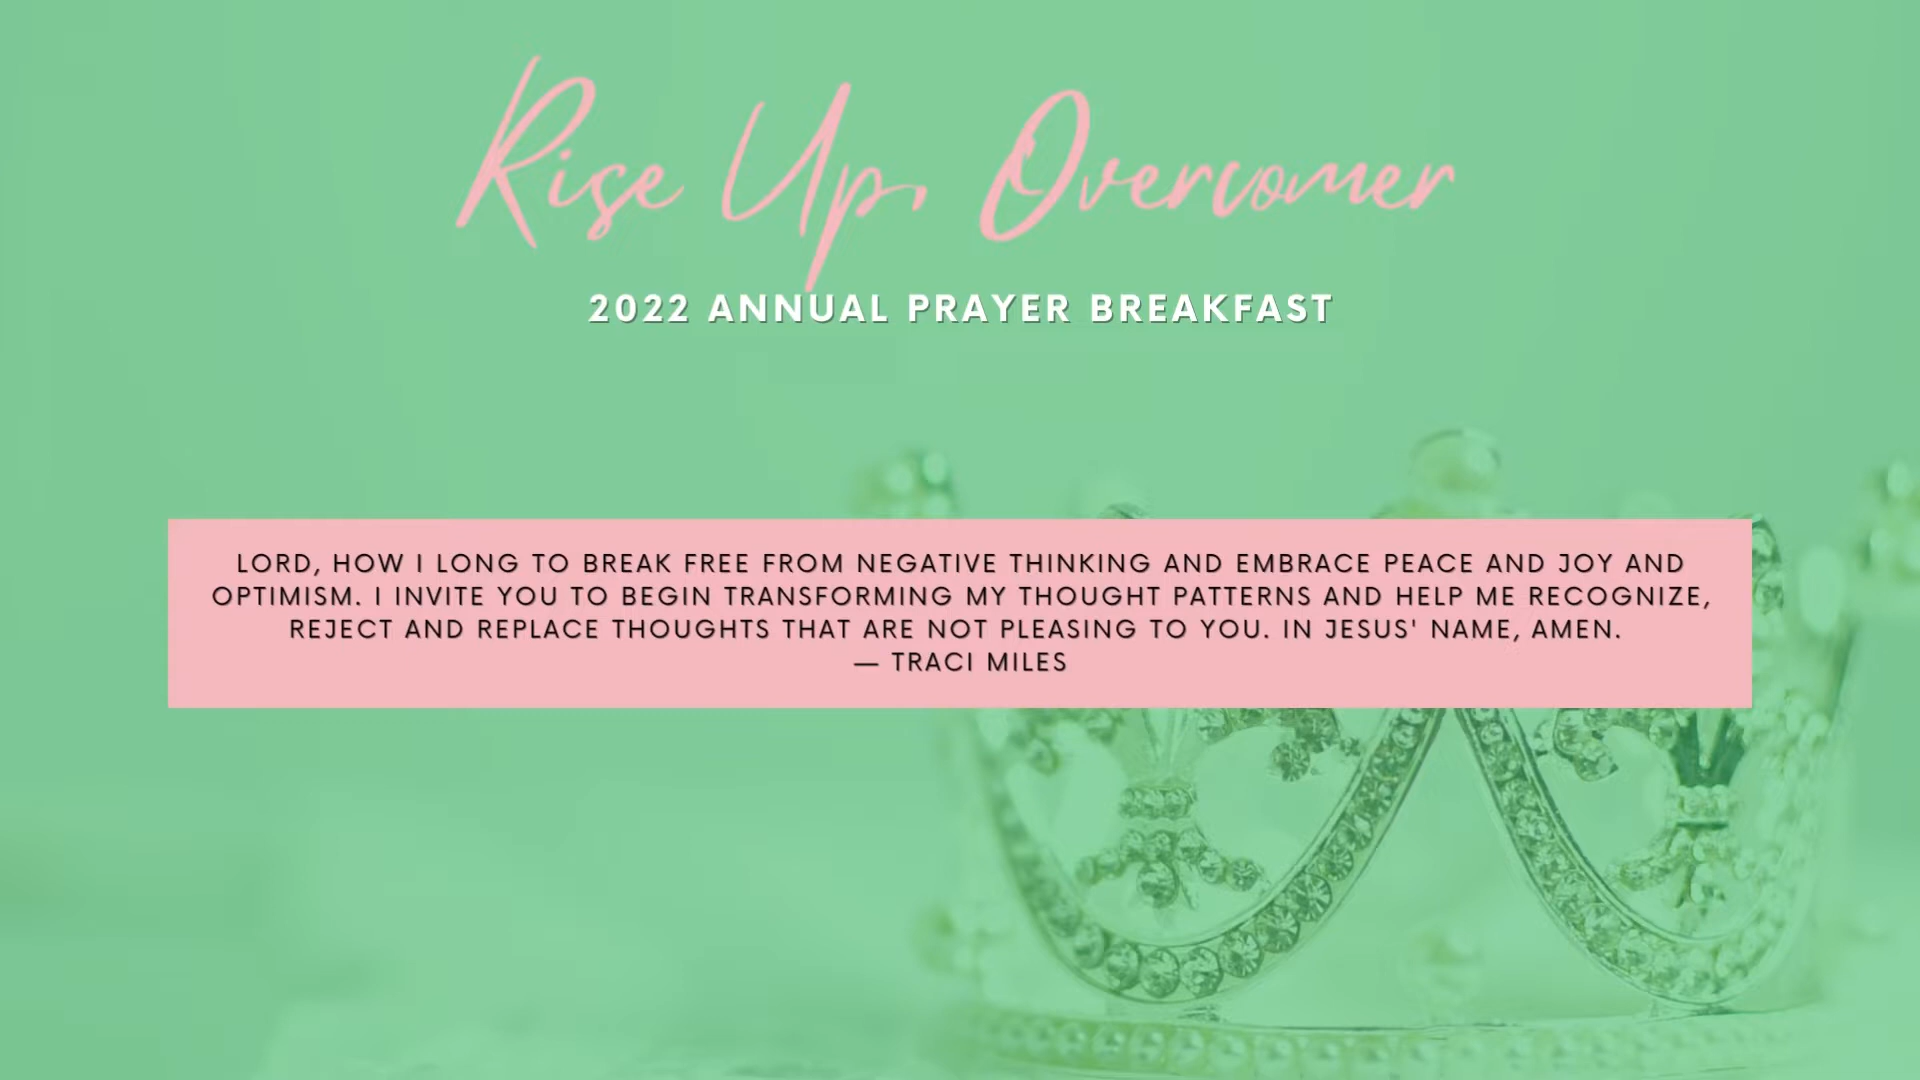 Rise Up, Overcomer
2022 ANNUAL PRAYER BREAKFAST
LORD, HOW I LONG TO BREAK FREE FROM NEGATIVE THINKING AND EMBRACE PEACE AND JOY AND
OPTIMISM. I INVITE YOU TO BEGIN TRANSFORMING MY THOUGHT PATTERNS AND HELP ME RECOGNIZE,
REJECT AND REPLACE THOUGHTS THAT ARE NOT PLEASING TO YOU. IN JESUS' NAME, AMEN.
— TRACI MILES